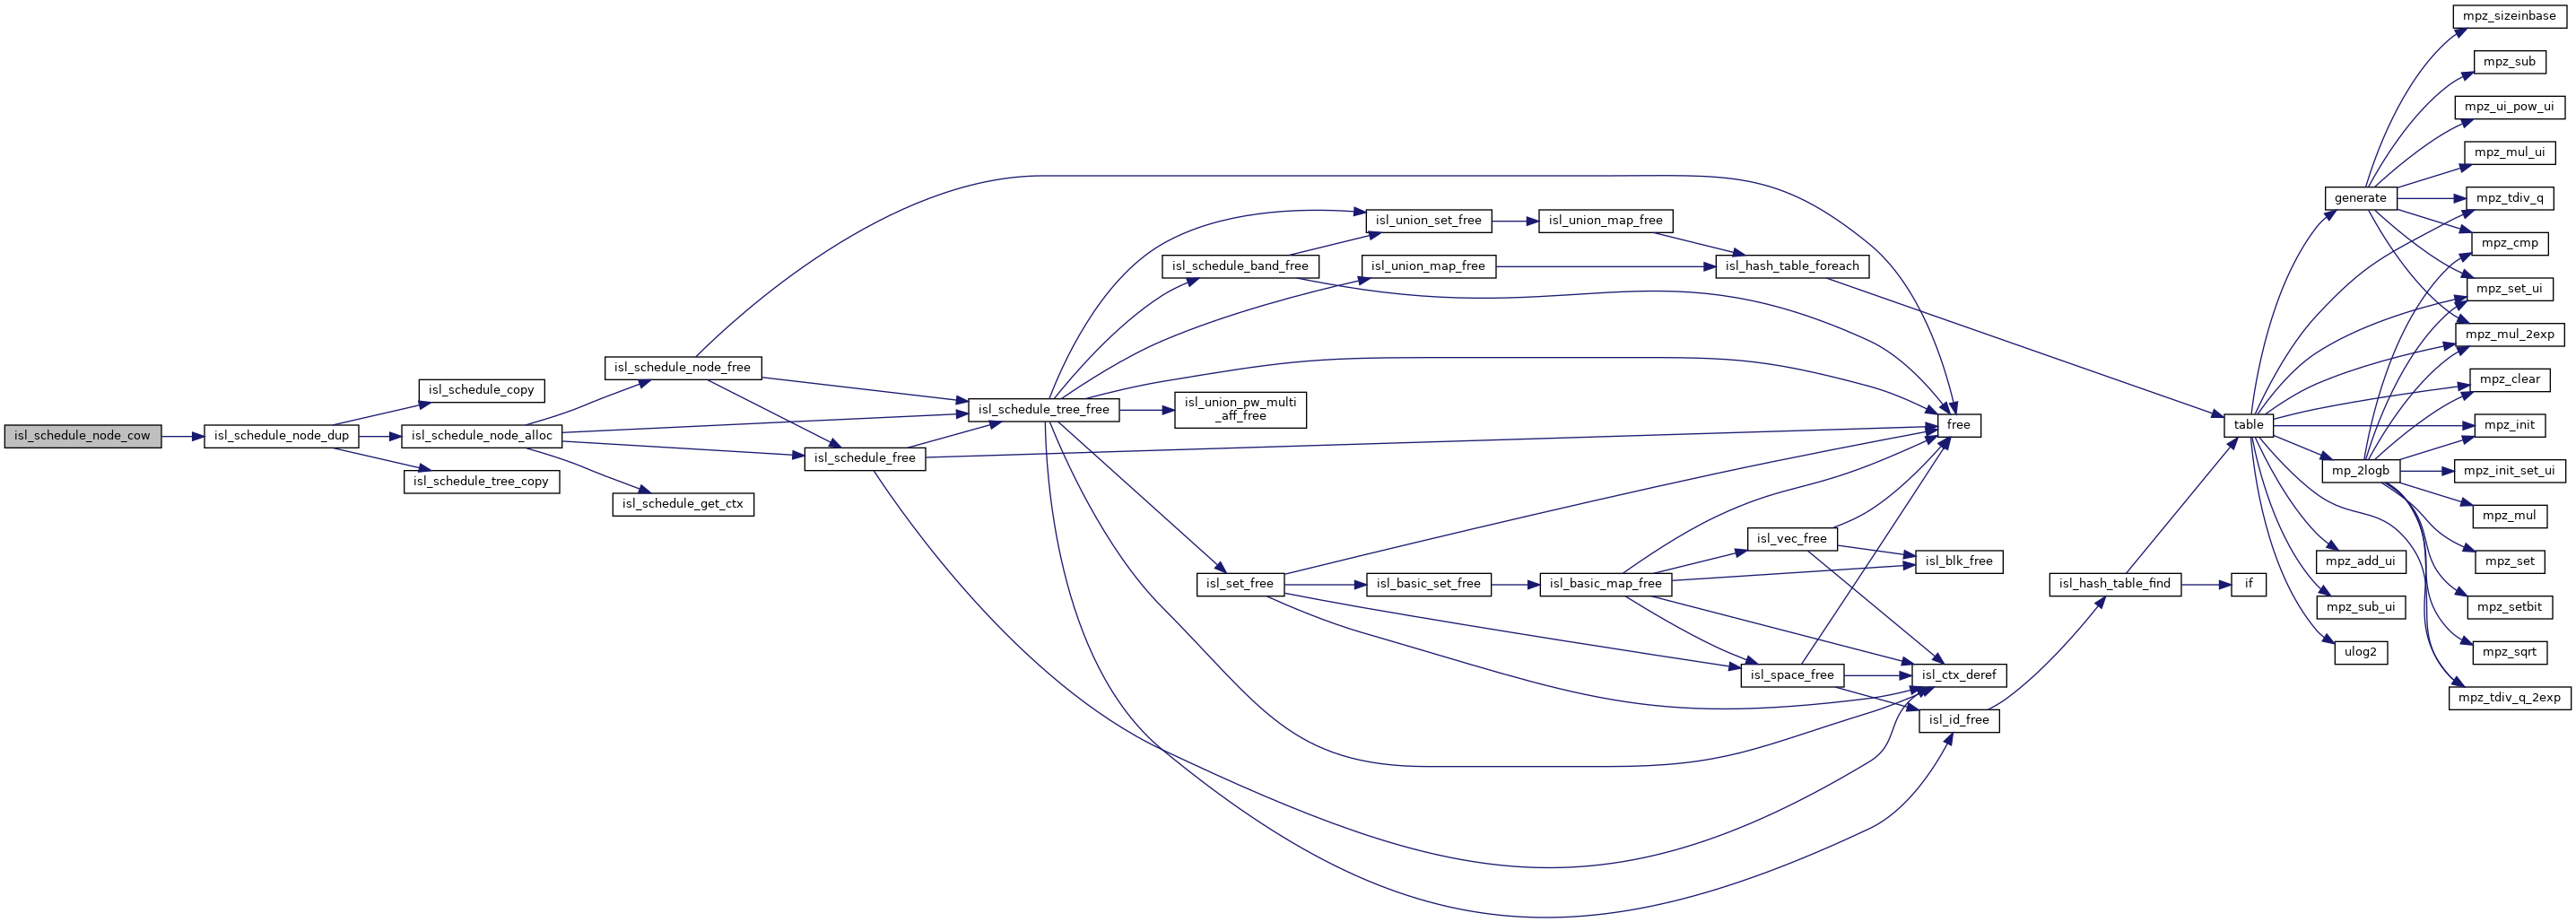 isl_schedule_node_cow
isl_schedule_node_dup
isl_schedule_copy
isl_schedule_node_alloc
isl_schedule_tree_copy
isl_schedule_node_free
isl_schedule_free
isl_schedule_get_ctx
isl_schedule_tree_free
isl_schedule_band_free
isl_union_pw_multi
_aff_free
isl_set_free
isl_union_set_free
isl_union_map_free
isl_basic_set_free
isl_union_map_free
isl_basic_map_free
isl_hash_table_foreach
isl_vec_free
isl_space_free
free
isl_blk_free
isl_ctx_deref
isl_id_free
isl_hash_table_find
table
if
generate
mp_2logb
mpz_add_ui
mpz_sub_ui
ulog2
mpz_sizeinbase
mpz_sub
mpz_ui_pow_ui
mpz_mul_ui
mpz_tdiv_q
mpz_cmp
mpz_set_ui
mpz_mul_2exp
mpz_clear
mpz_init
mpz_init_set_ui
mpz_mul
mpz_set
mpz_setbit
mpz_sqrt
mpz_tdiv_q_2exp